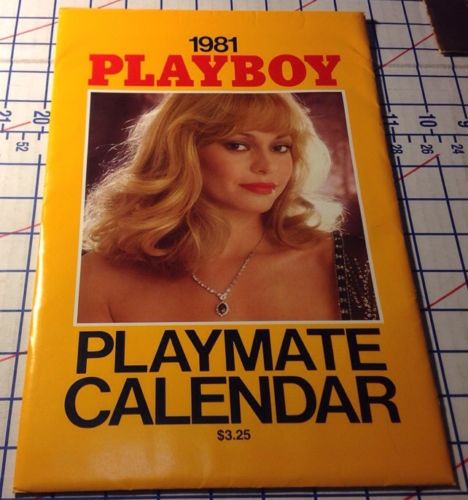 1981
PLAYBOY
PLAYMATE
CALENDAR
$3.25